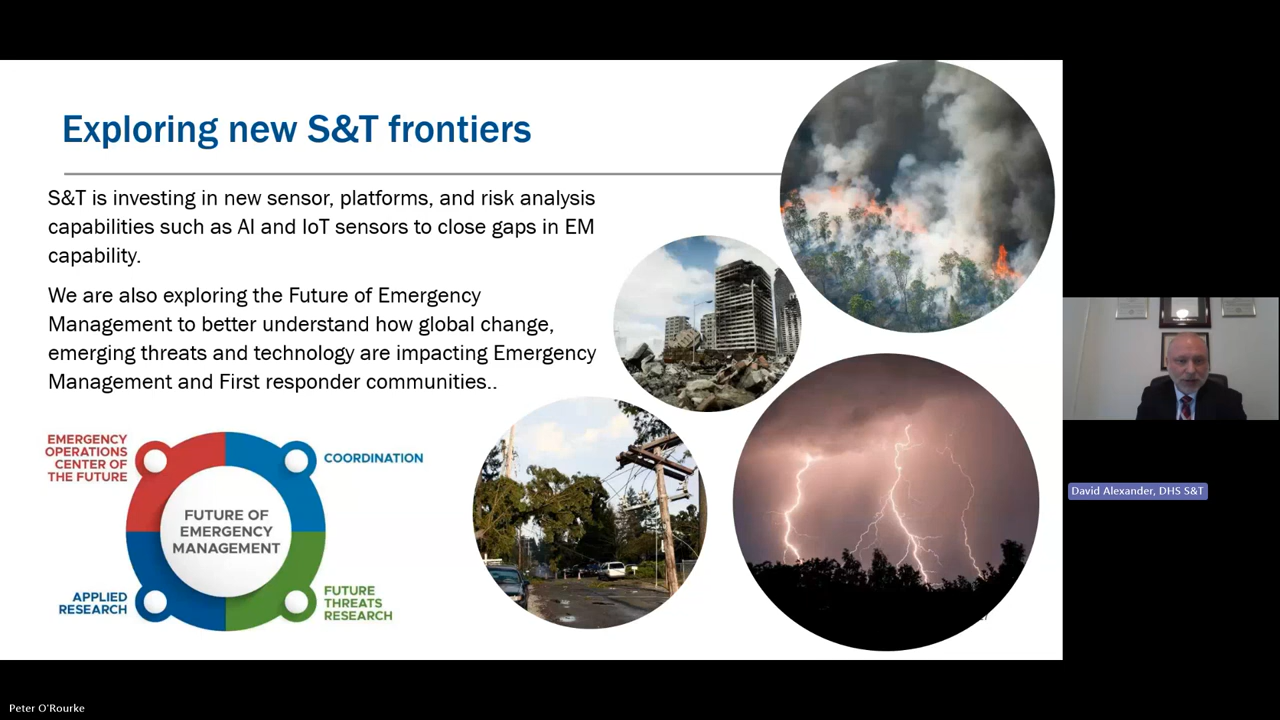 Exploring new S&T frontiers
S&T is investing in new sensor, platforms, and risk analysis
capabilities such as AI and IoT sensors to close gaps in EM
capability.
We are also exploring the Future of Emergency
Management to better understand how global change,
emerging threats and technology are impacting Emergency
Management and First responder communities..
EMERGENCY
OPERATIONS
CENTER OF
THE FUTURE
COORDINATION
FUTURE OF
EMERGENCY
MANAGEMENT
APPLIED
RESEARCH
FUTURE
THREATS
RESEARCH
David Alexander, DHS S&T
Peter O'Rourke